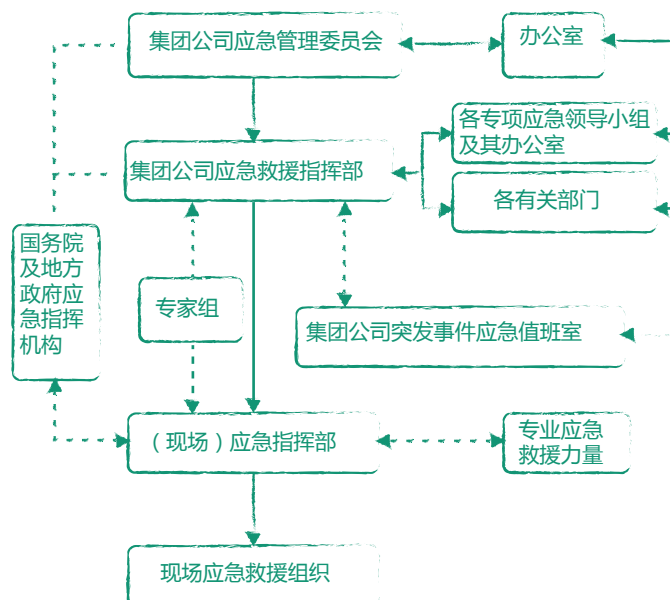 集团公司应急管理委员会
办公室
各专项应急领导小组
及其办公室
集团公司应急救援指挥部
各有关部门
国务院
及地方
政府应
急指挥
机构
专家组
集团公司突发事件应急值班室
（现场）应急指挥部
专业应急
救援力量
现场应急救援组织